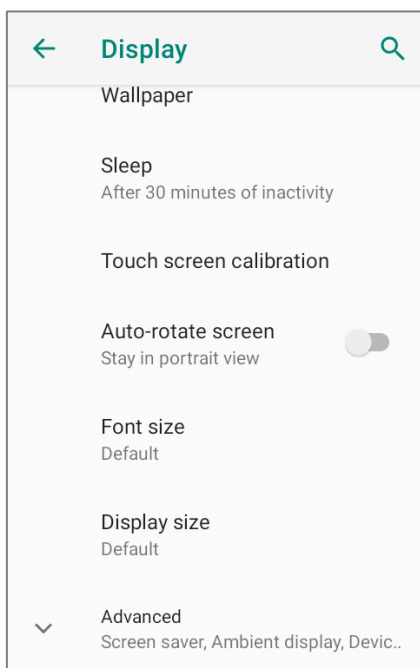 Display
Wallpaper
Sleep
After 30 minutes of inactivity
Touch screen calibration
Auto-rotate screen
Stay in portrait view
Font size
Default
Display size
Default
Advanced
Screen saver, Ambient display, Devic..